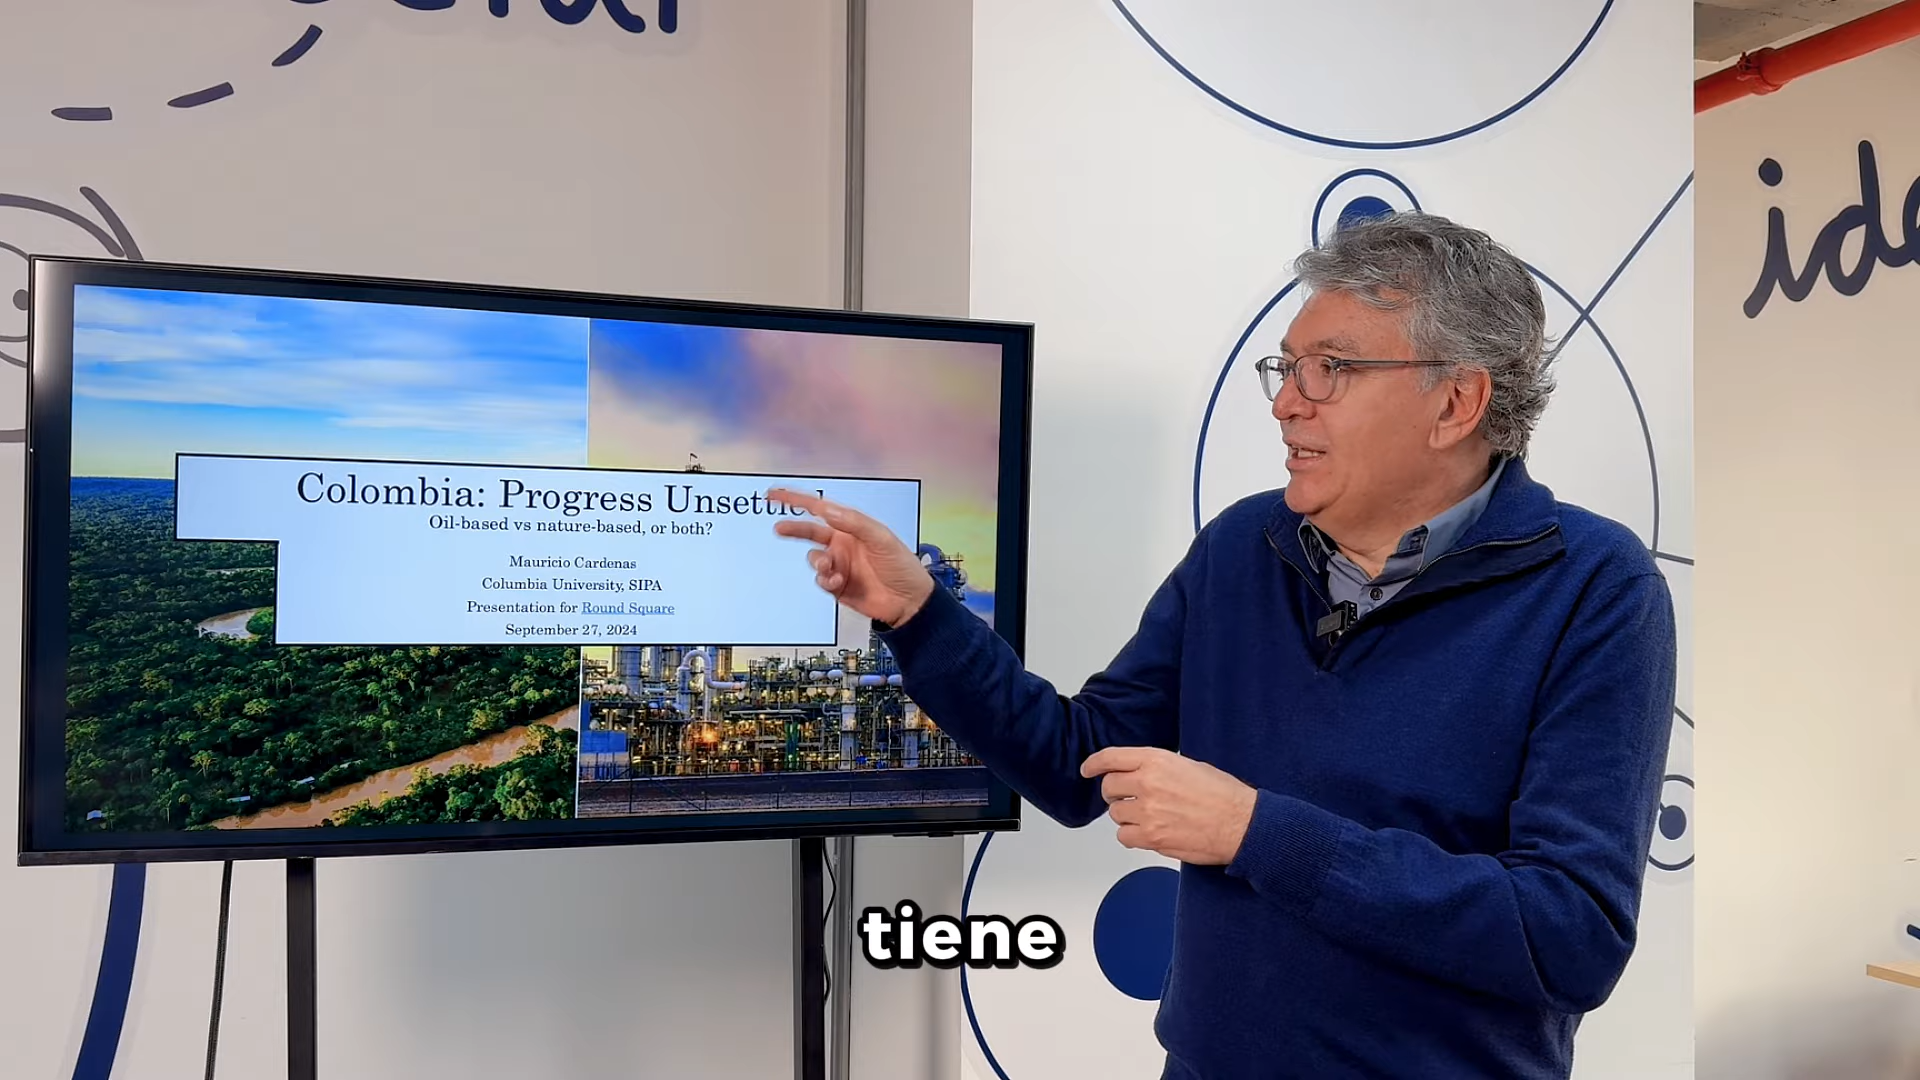 Colombia: Progress Unsettled
Oil-based vs nature-based, or both?
Mauricio Cardenas
Columbia University, SIPA
Presentation for Round Square
September 27, 2024
tiene